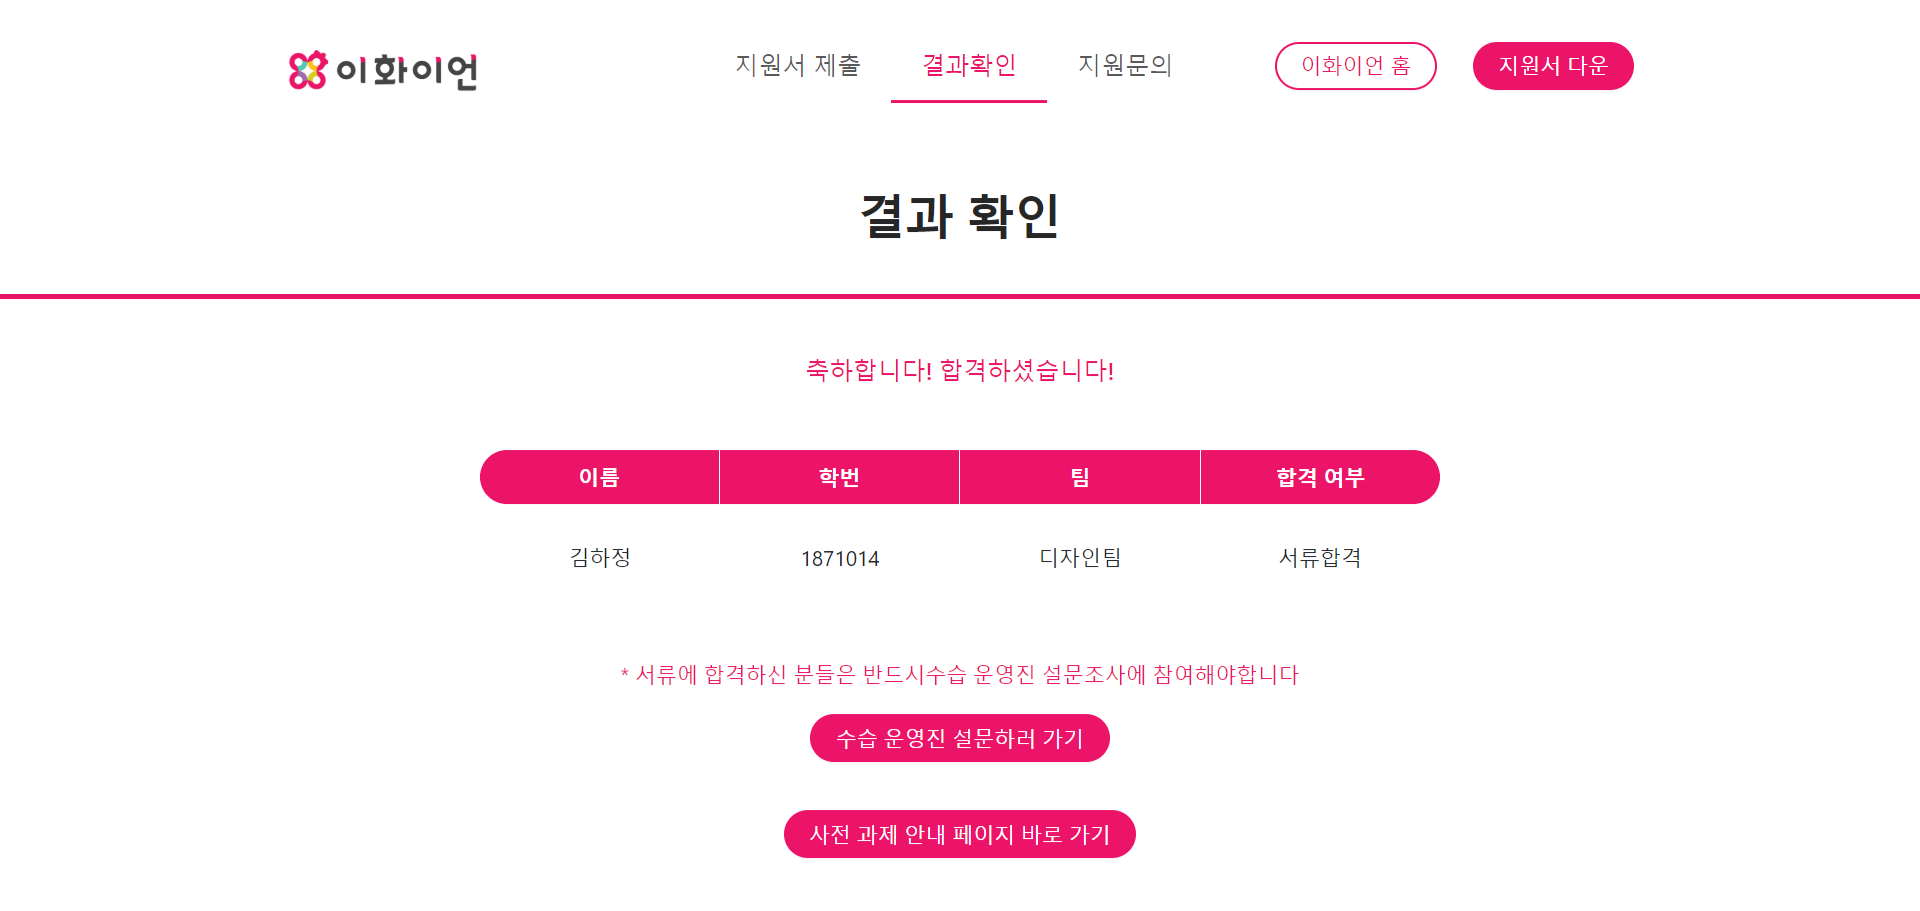 이화이언
지원서 제출
결과확인
지원문의
이화이언 홈
지원서 다운
결과 확인
축하합니다! 합격하셨습니다!
이름 학번 팀 합격 여부
김하정 1871014 디자인팀 서류합격
* 서류에 합격하신 분들은 반드시수습 운영진 설문조사에 참여해야합니다
수습 운영진 설문하러 가기
사전 과제 안내 페이지 바로 가기